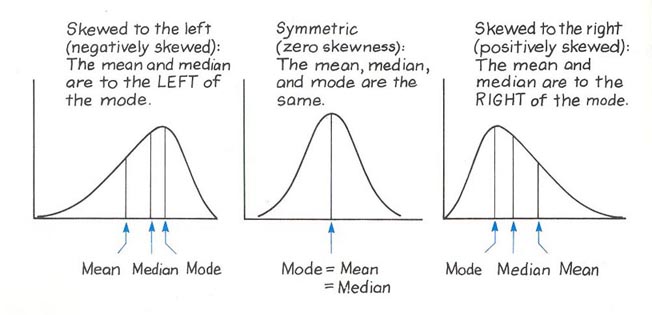 Skewed to the left
(negatively skewed):
The mean and median
are to the LEFT of
the mode.
Symmetric
(zero skewness):
The mean, median,
and mode are the
same.
Skewed to the right
(positively skewed):
The mean and
median are to the
RIGHT of the mode.
Mean Median Mode
Mode = Mean
= Median
Mode Median Mean